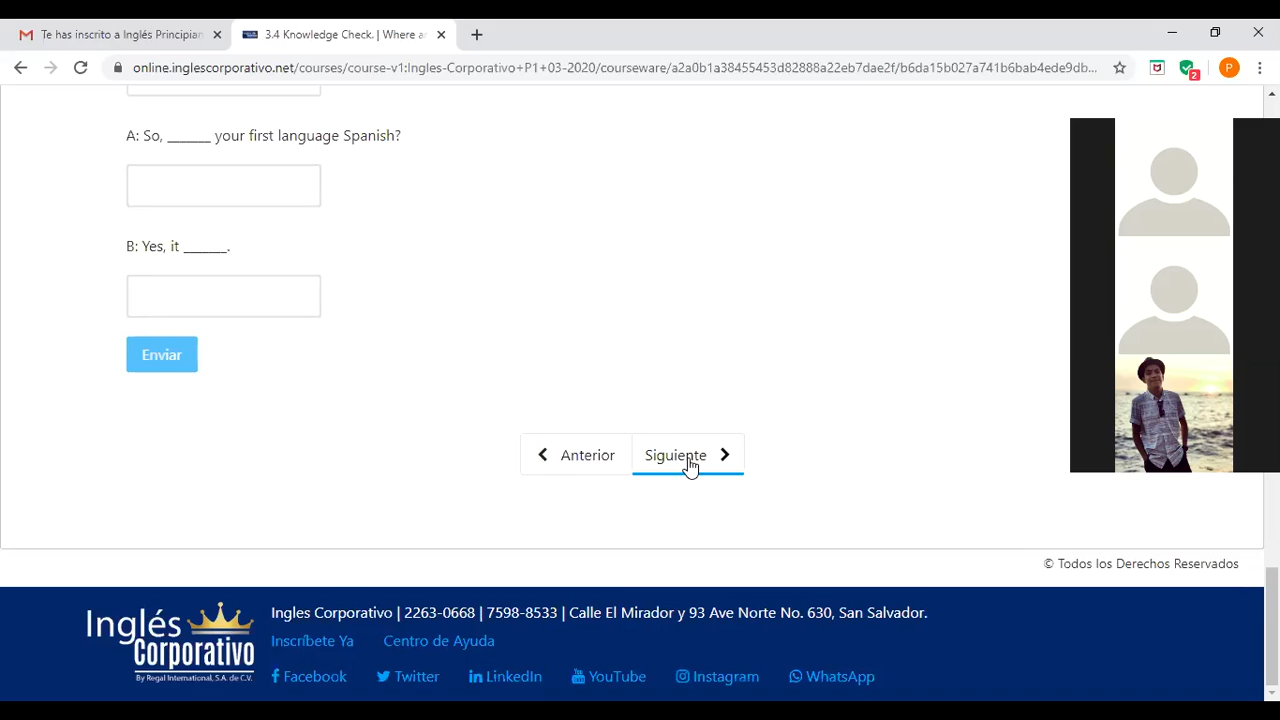 Te has inscrito a Inglés Principian
3.4 Knowledge Check. | Where a
online.inglescorporativo.net/courses/course-v1:Ingles-Corporativo+P1+03-2020/courseware/a2a0b1a38455453d82888a22eb7dae2f/b6da15b027a741b6bab4ede9db...
2
P
A: So, _______ your first language Spanish?
B: Yes, it _______.
Enviar
Anterior
Siguiente
© Todos los Derechos Reservados
Inglés
Corporativo
By Regal International, S.A. de C.V.
Ingles Corporativo | 2263-0668 | 7598-8533 | Calle El Mirador y 93 Ave Norte No. 630, San Salvador.
Inscríbete Ya Centro de Ayuda
Facebook Twitter LinkedIn YouTube Instagram WhatsApp